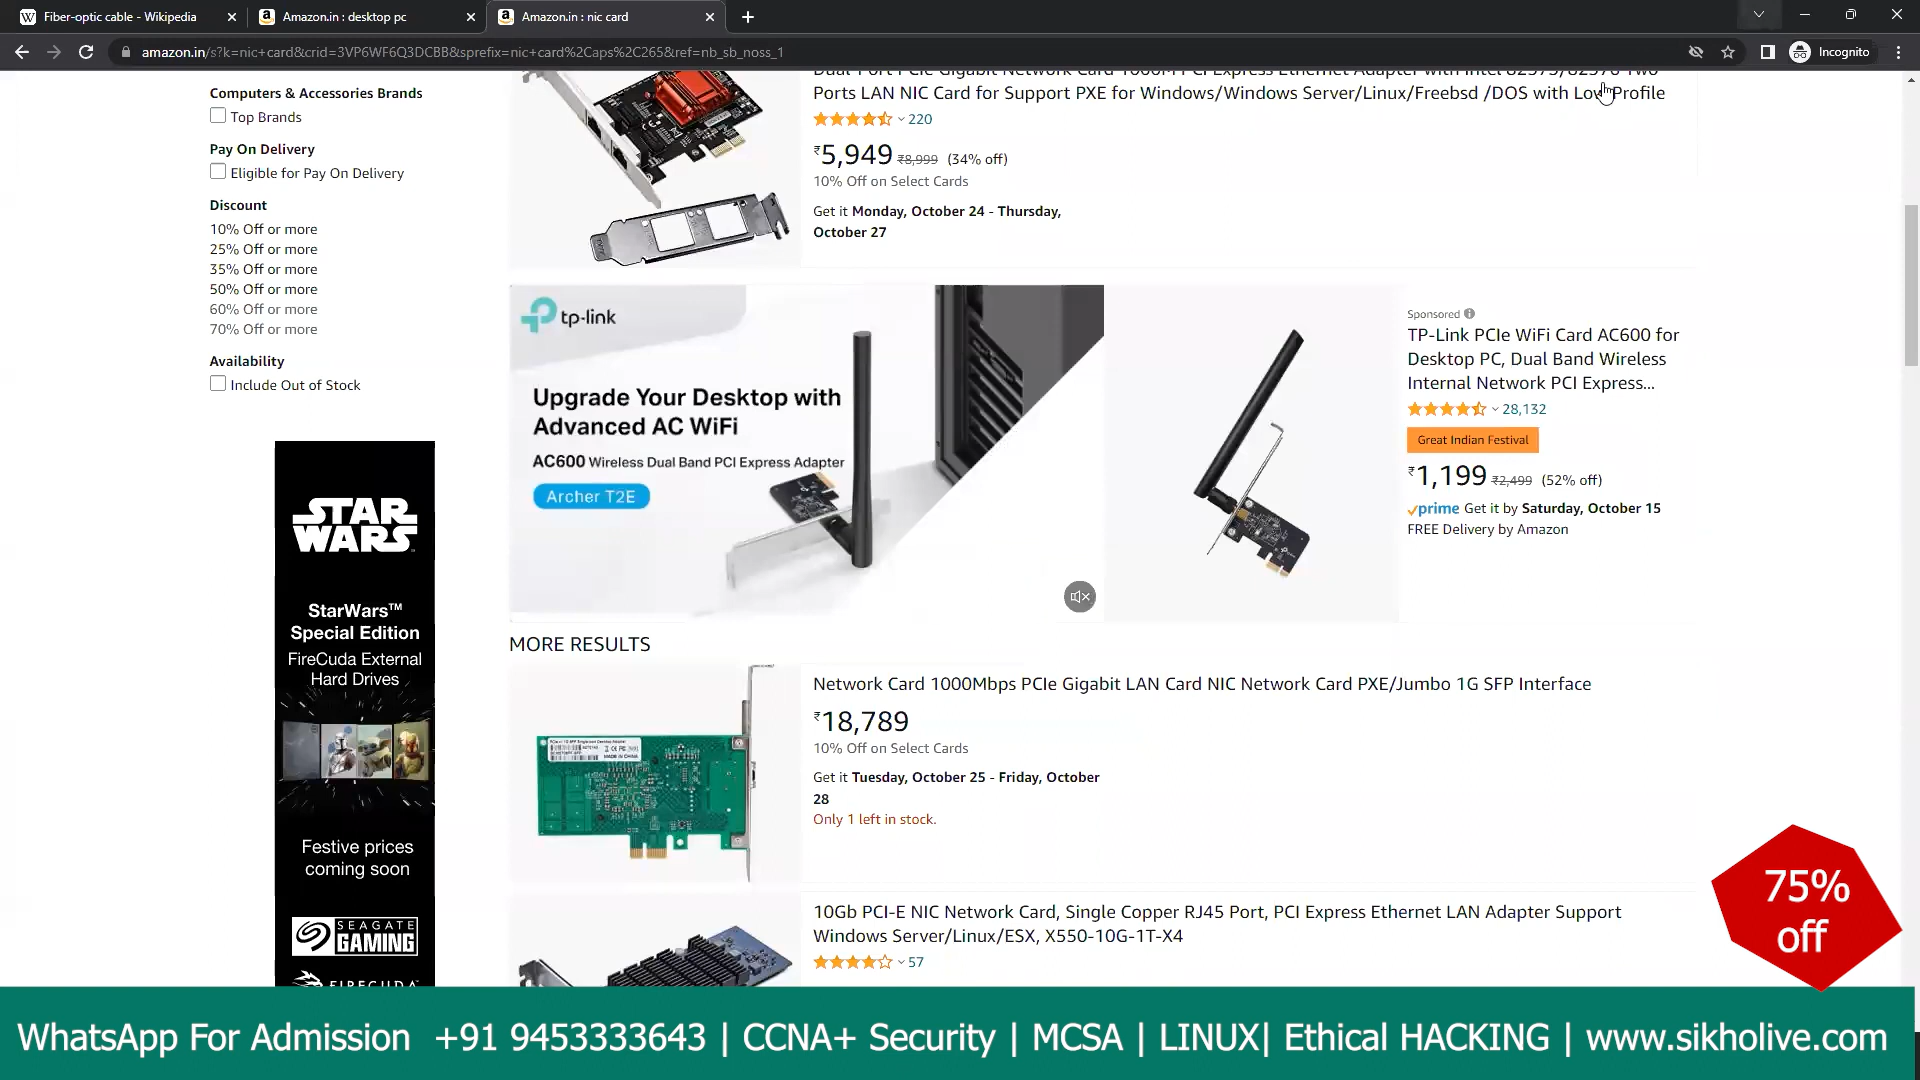 Fiber-optic cable - Wikipedia
Amazon.in : desktop pc
Amazon.in : nic card
amazon.in/s?k=nic+card&crid=3VP6WF6Q3DCBB&sprefix=nic+card%2Caps%2C265&ref=nb_sb_noss_1
Incognito
Computers & Accessories Brands
Top Brands
Pay On Delivery
Eligible for Pay On Delivery
Discount
10% Off or more
25% Off or more
35% Off or more
50% Off or more
60% Off or more
70% Off or more
Availability
Include Out of Stock
STAR
WARS
StarWars™
Special Edition
FireCuda External
Hard Drives
Festive prices
coming soon
SEAGATE
GAMING
FIRECUDA
Dual-Port PCIe Gigabit Network Card 1000M PCI Express Ethernet Adapter with Intel 82575/82576 Two
Ports LAN NIC Card for Support PXE for Windows/Windows Server/Linux/Freebsd /DOS with Low Profile
220
₹5,949 ₹8,999 (34% off)
10% Off on Select Cards
Get it Monday, October 24 - Thursday,
October 27
tp-link
Upgrade Your Desktop with
Advanced AC WiFi
AC600 Wireless Dual Band PCI Express Adapter
Archer T2E
Sponsored
TP-Link PCIe WiFi Card AC600 for
Desktop PC, Dual Band Wireless
Internal Network PCI Express...
28,132
Great Indian Festival
₹1,199 ₹2,499 (52% off)
prime Get it by Saturday, October 15
FREE Delivery by Amazon
MORE RESULTS
Network Card 1000Mbps PCIe Gigabit LAN Card NIC Network Card PXE/Jumbo 1G SFP Interface
₹18,789
10% Off on Select Cards
Get it Tuesday, October 25 - Friday, October
28
Only 1 left in stock.
10Gb PCI-E NIC Network Card, Single Copper RJ45 Port, PCI Express Ethernet LAN Adapter Support
Windows Server/Linux/ESX, X550-10G-1T-X4
57
75%
off
WhatsApp For Admission +91 9453333643 | CCNA+ Security | MCSA | LINUX| Ethical HACKING | www.sikholive.com